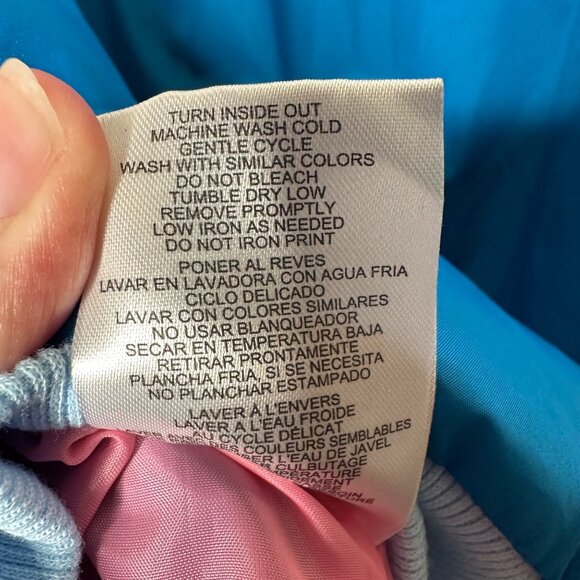 TURN INSIDE OUT
MACHINE WASH COLD
GENTLE CYCLE
WASH WITH SIMILAR COLORS
DO NOT BLEACH
TUMBLE DRY LOW
REMOVE PROMPTLY
LOW IRON AS NEEDED
DO NOT IRON PRINT
PONER AL REVES
LAVAR EN LAVADORA CON AGUA FRIA
CICLO DELICADO
LAVAR CON COLORES SIMILARES
NO USAR BLANQUEADOR
SECAR EN TEMPERATURA BAJA
RETIRAR PRONTAMENTE
PLANCHA FRIA, SI SE NECESITA
NO PLANCHAR ESTAMPADO
LAVER A L'ENVERS
LAVER A L'EAU FROIDE
AU CYCLE DÉLICAT
COULEURS SEMBLABLES
L'EAU DE JAVEL
CULBUTAGE